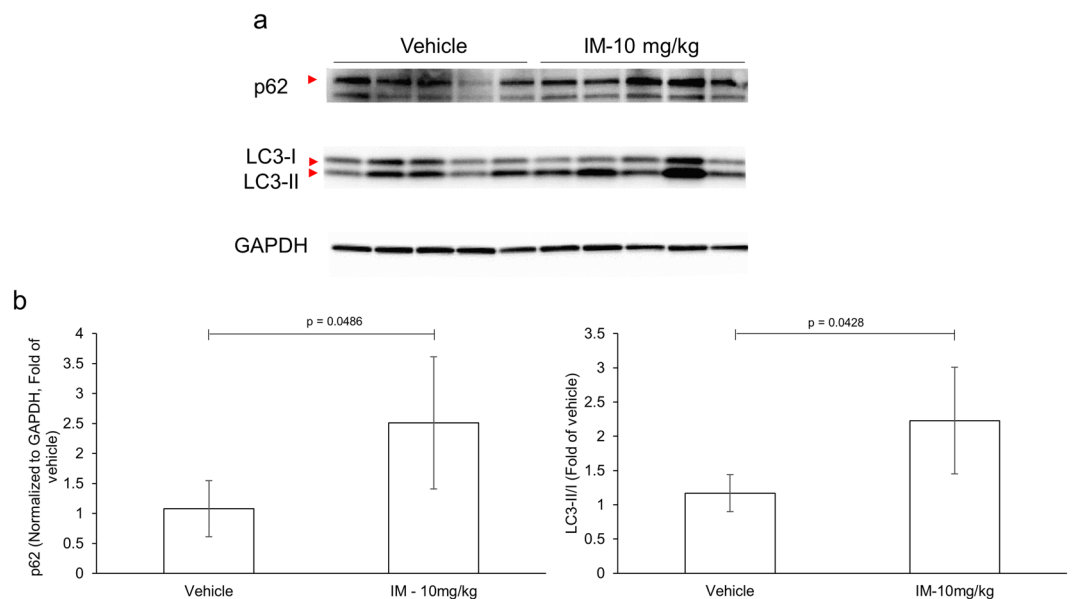 a
Vehicle IM-10 mg/kg
p62
LC3-I
LC3-II
GAPDH
b
p = 0.0486
4
3.5
3
2.5
2
1.5
1
0.5
0
p62 (Normalized to GAPDH, Fold of
vehicle)
Vehicle IM - 10mg/kg
p = 0.0428
3.5
3
2.5
2
1.5
1
0.5
0
LC3-II/I (Fold of vehicle)
Vehicle IM-10mg/kg